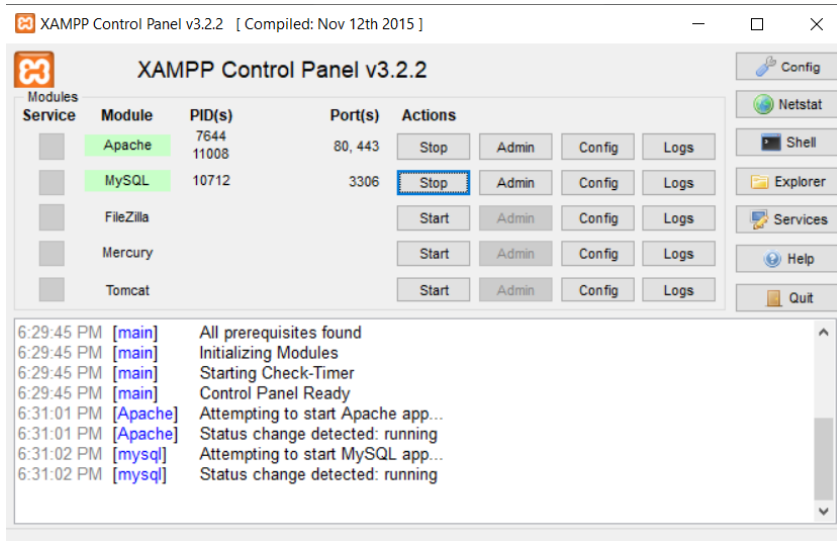 XAMPP Control Panel v3.2.2 [ Compiled: Nov 12th 2015 ]
XAMPP Control Panel v3.2.2
Config
Modules
Service Module PID(s) Port(s) Actions
Netstat
Apache 7644 11008 80, 443 Stop Admin Config Logs
Shell
MySQL 10712 3306 Stop Admin Config Logs
Explorer
FileZilla Start Admin Config Logs
Services
Mercury Start Admin Config Logs
Help
Tomcat Start Admin Config Logs
Quit
6:29:45 PM [main] All prerequisites found
6:29:45 PM [main] Initializing Modules
6:29:45 PM [main] Starting Check-Timer
6:29:45 PM [main] Control Panel Ready
6:31:01 PM [Apache] Attempting to start Apache app...
6:31:01 PM [Apache] Status change detected: running
6:31:02 PM [mysql] Attempting to start MySQL app...
6:31:02 PM [mysql] Status change detected: running